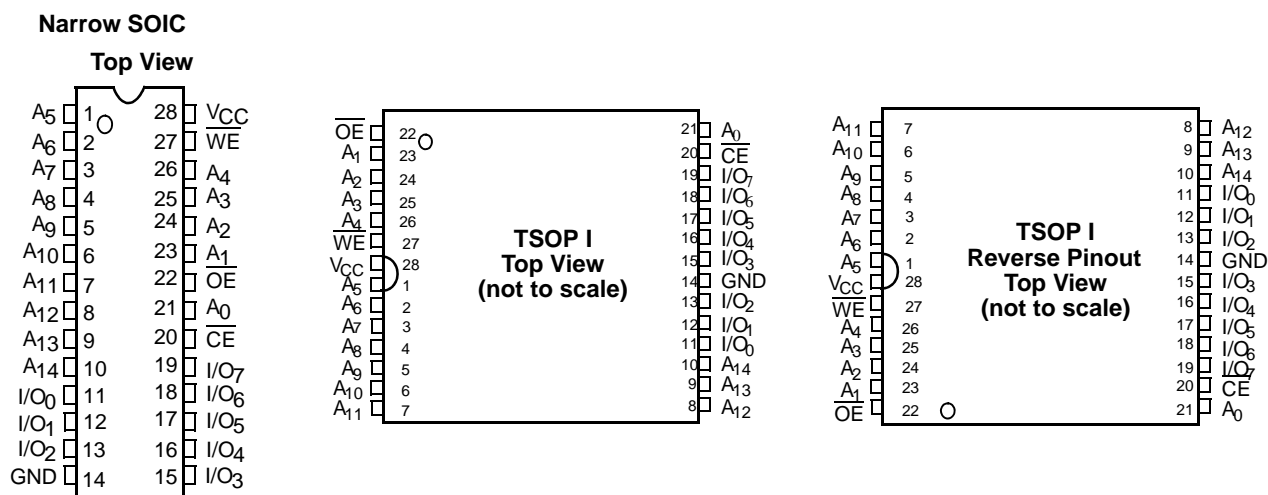 Narrow SOIC
Top View
A5 1 28 VCC
A6 2 27 WE
A7 3 26 A4
A8 4 25 A3
A9 5 24 A2
A10 6 23 A1
A11 7 22 OE
A12 8 21 A0
A13 9 20 CE
A14 10 19 I/O7
I/O0 11 18 I/O6
I/O1 12 17 I/O5
I/O2 13 16 I/O4
GND 14 15 I/O3
OE 22 21 A0
A1 23 20 CE
A2 24 19 I/O7
A3 25 18 I/O6
A4 26 17 I/O5
WE 27 16 I/O4
VCC 28 15 I/O3
A5 1 14 GND
A6 2 13 I/O2
A7 3 12 I/O1
A8 4 11 I/O0
A9 5 10 A14
A10 6 9 A13
A11 7 8 A12
TSOP I
Top View
(not to scale)
A11 7 8 A12
A10 6 9 A13
A9 5 10 A14
A8 4 11 I/O0
A7 3 12 I/O1
A6 2 13 I/O2
A5 1 14 GND
VCC 28 15 I/O3
WE 27 16 I/O4
A4 26 17 I/O5
A3 25 18 I/O6
A2 24 19 I/O7
A1 23 20 CE
OE 22 21 A0
TSOP I
Reverse Pinout
Top View
(not to scale)